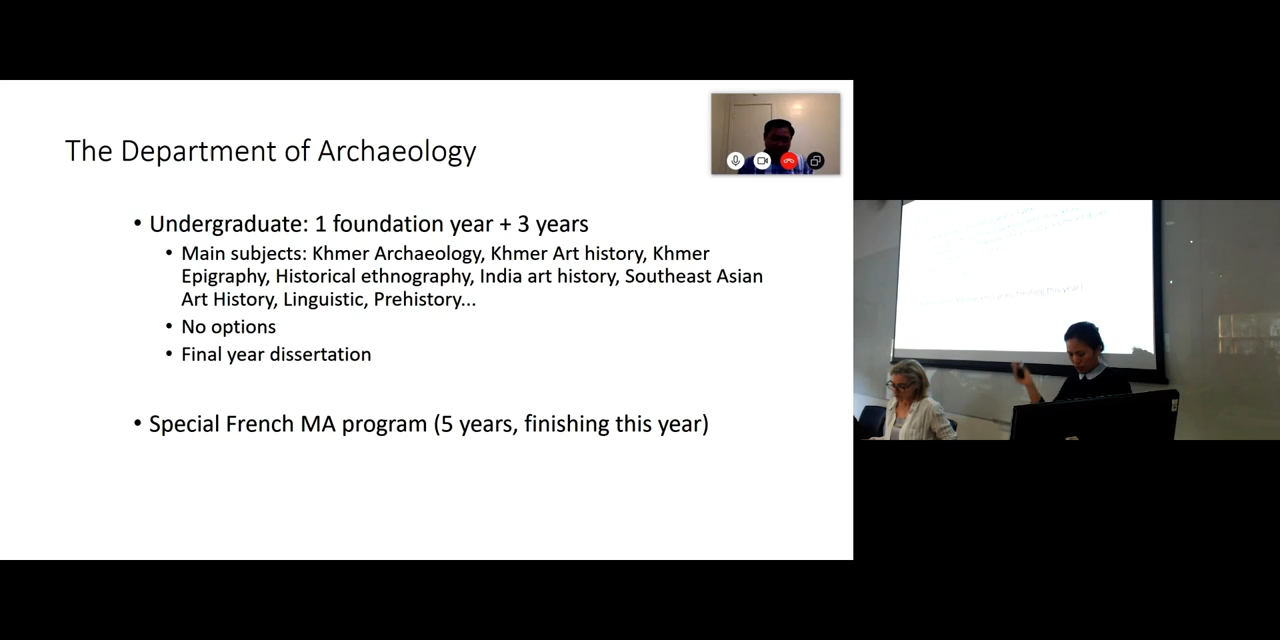 The Department of Archaeology
• Undergraduate: 1 foundation year + 3 years
• Main subjects: Khmer Archaeology, Khmer Art history, Khmer
Epigraphy, Historical ethnography, India art history, Southeast Asian
Art History, Linguistic, Prehistory...
• No options
• Final year dissertation
• Special French MA program (5 years, finishing this year)